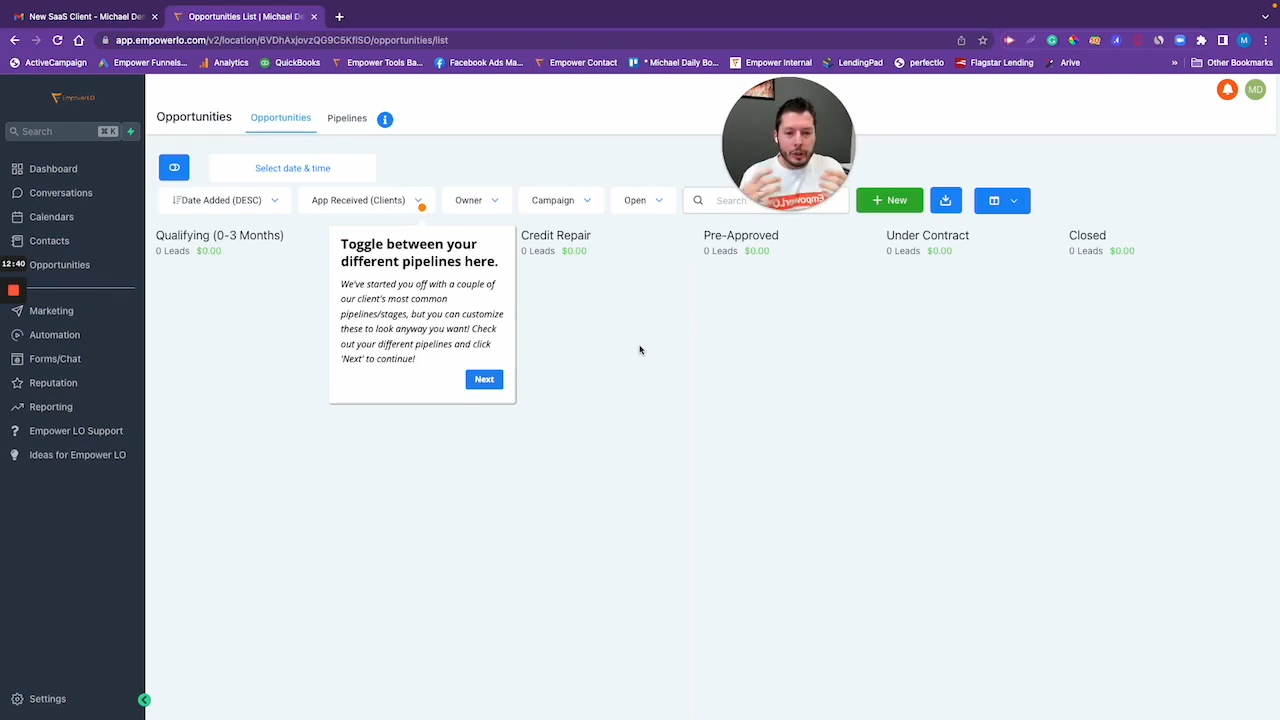 New SaaS Client - Michael De
Opportunities List | Michael De
app.empowerlo.com/v2/location/6VDhAxjovzQG9C5KflSO/opportunities/list
ActiveCampaign
Empower Funnels...
Analytics
QuickBooks
Empower Tools Ba...
Facebook Ads Ma...
Empower Contact
* Michael Daily Bo...
Empower Internal
LendingPad
perfectlo
Flagstar Lending
Arive
»
Other Bookmarks
M
EmpowerLO
Search
⌘ K
Dashboard
Conversations
Calendars
Contacts
Opportunities
12:40
Marketing
Automation
Forms/Chat
Reputation
Reporting
Empower LO Support
Ideas for Empower LO
Settings
MD
Opportunities
Opportunities
Pipelines
Select date & time
Date Added (DESC)
App Received (Clients)
Owner
Campaign
Open
Search
EmpowerLO
+ New
Qualifying (0-3 Months)
0 Leads $0.00
Credit Repair
0 Leads $0.00
Pre-Approved
0 Leads $0.00
Under Contract
0 Leads $0.00
Closed
0 Leads $0.00
Toggle between your
different pipelines here.
We've started you off with a couple of
our client's most common
pipelines/stages, but you can customize
these to look anyway you want! Check
out your different pipelines and click
'Next' to continue!
Next